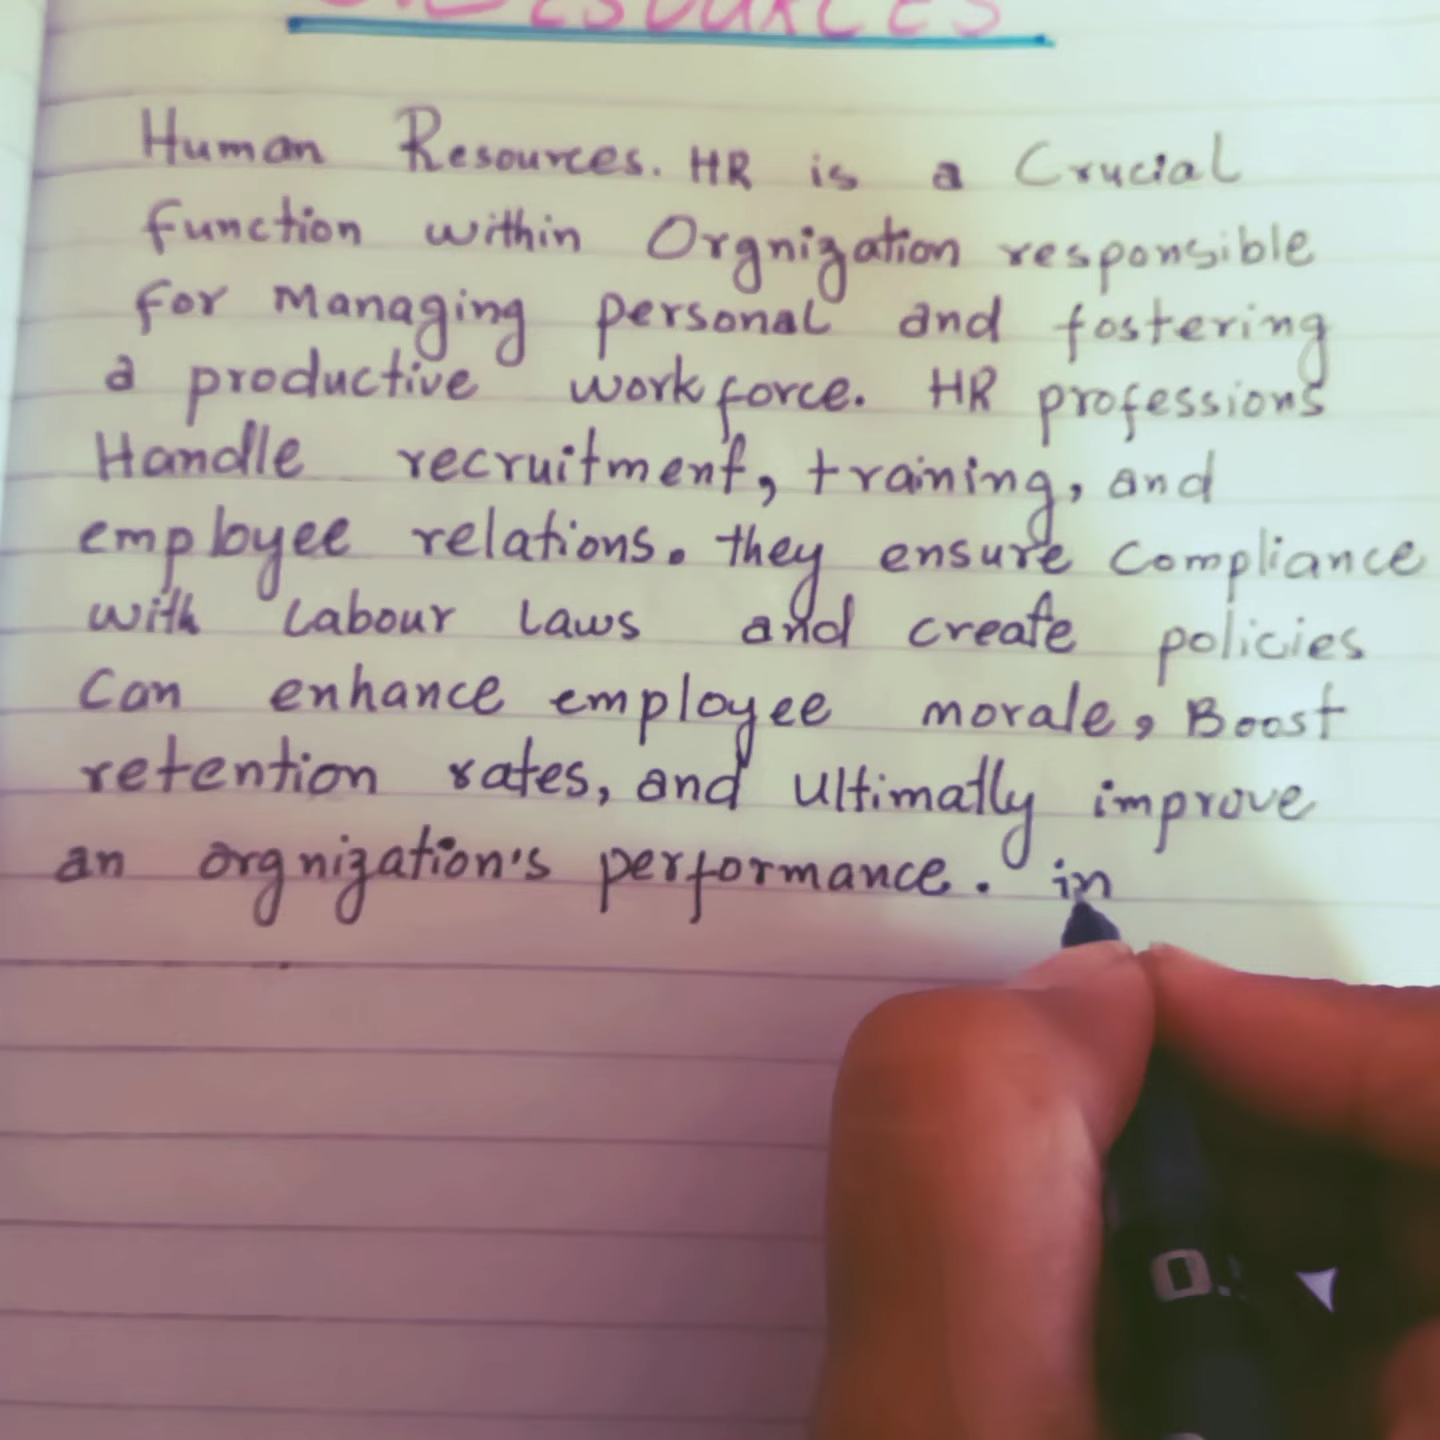 RESOURCES
Human Resources. HR is a Crucial
function within Orgnization responsible
for Managing personal and fostering
a productive workforce. HR professions
Handle recruitment, training, and
employee relations. they ensure compliance
with Labour Laws and create policies
Can enhance employee morale, Boost
retention rates, and ultimatly improve
an orgnization's performance. in